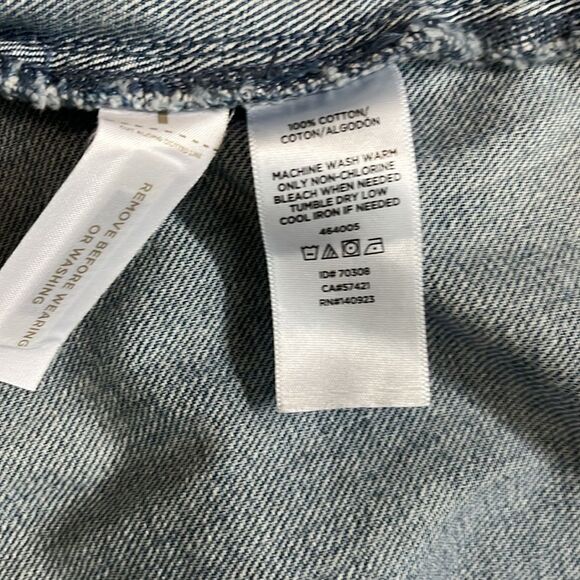 REMOVE BEFORE WEARING
OR WASHING
100% COTTON/
COTON/ALGODÓN
MACHINE WASH WARM
ONLY NON-CHLORINE
BLEACH WHEN NEEDED
TUMBLE DRY LOW
COOL IRON IF NEEDED
464005
ID# 70308
CA#57421
RN#140923